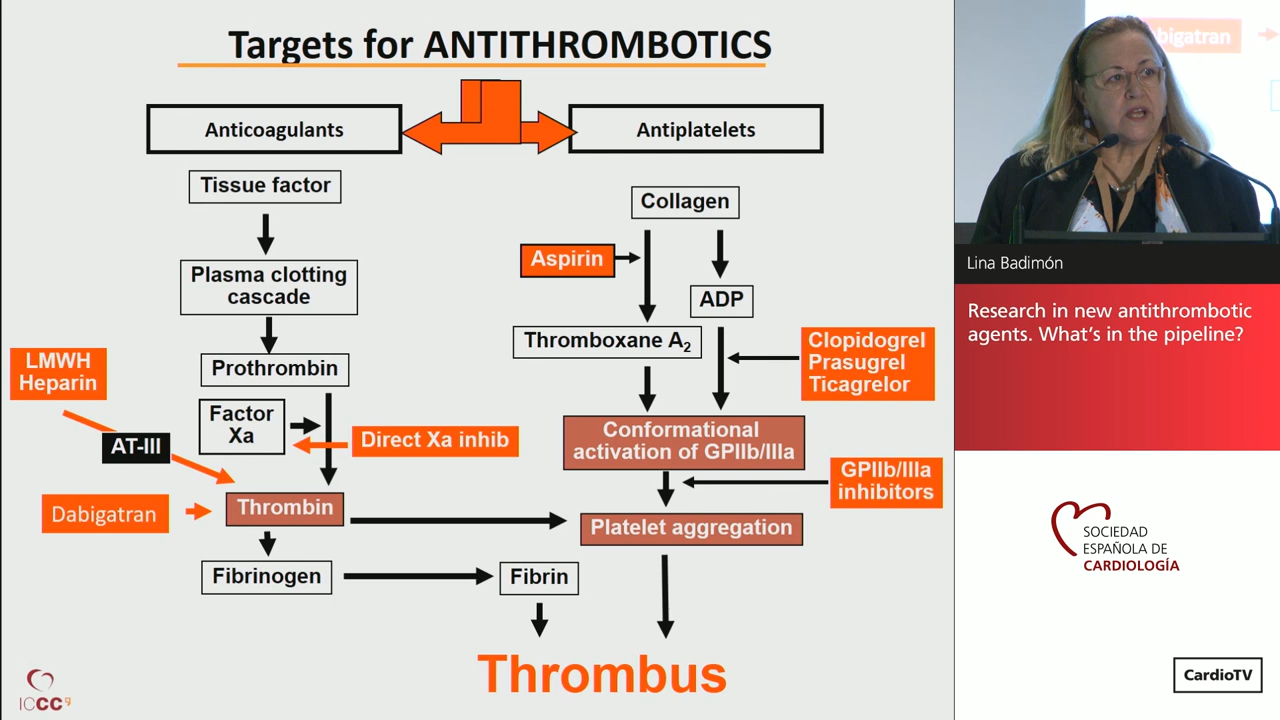 Targets for ANTITHROMBOTICS
Anticoagulants
Antiplatelets
Tissue factor
Plasma clotting
cascade
Prothrombin
LMWH
Heparin
Factor
Xa
AT-III
Direct Xa inhib
Dabigatran
Thrombin
Fibrinogen
Fibrin
Collagen
Aspirin
ADP
Thromboxane A₂
Clopidogrel
Prasugrel
Ticagrelor
Conformational
activation of GPIIb/IIIa
GPIIb/IIIa
inhibitors
Platelet aggregation
Thrombus
ICCC
bigatran
Lina Badimón
Research in new antithrombotic
agents. What's in the pipeline?
SOCIEDAD
ESPAÑOLA DE
CARDIOLOGÍA
CardioTV